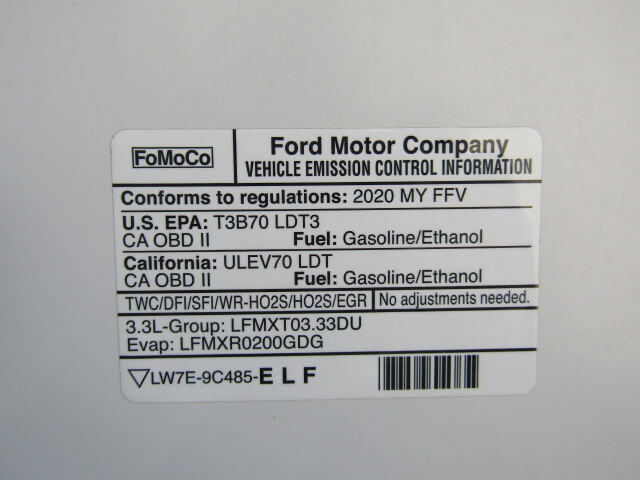 FoMoCo
Ford Motor Company
VEHICLE EMISSION CONTROL INFORMATION
Conforms to regulations: 2020 MY FFV
U.S. EPA: T3B70 LDT3
CA OBD II Fuel: Gasoline/Ethanol
California: ULEV70 LDT
CA OBD II Fuel: Gasoline/Ethanol
TWC/DFI/SFI/WR-HO2S/HO2S/EGR No adjustments needed.
3.3L-Group: LFMXT03.33DU
Evap: LFMXR0200GDG
▽LW7E-9C485-E L F